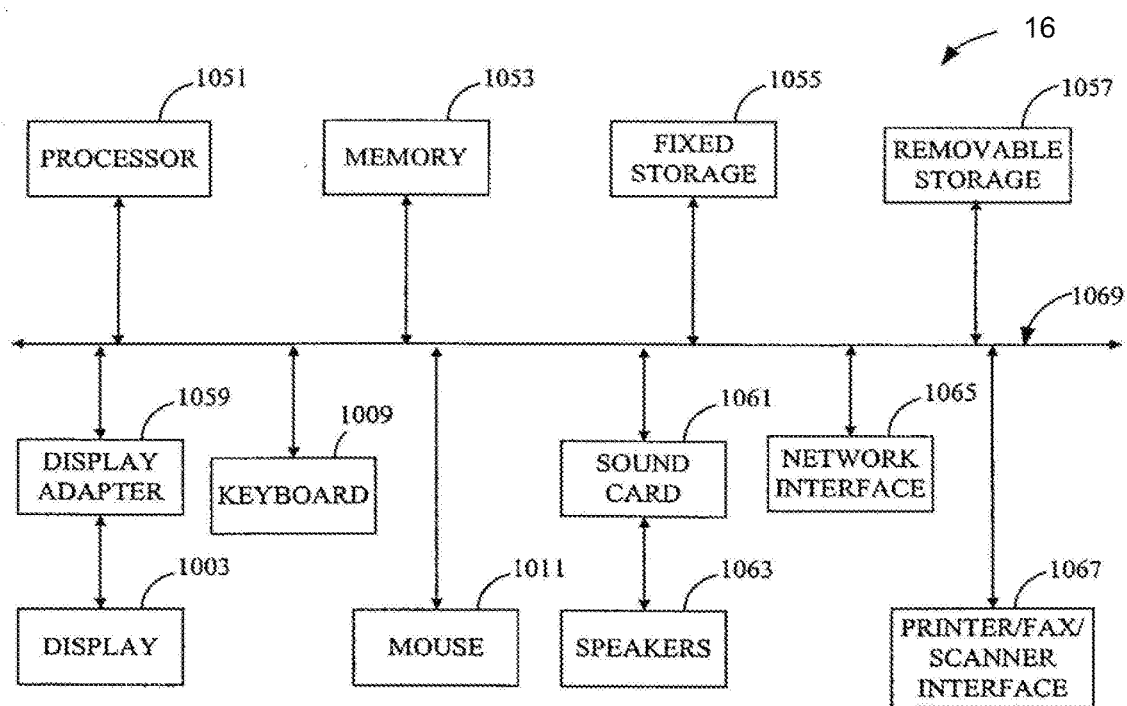 16
1051
1053
1055
1057
PROCESSOR
MEMORY
FIXED
STORAGE
REMOVABLE
STORAGE
1069
1059
1009
1061
1065
DISPLAY
ADAPTER
KEYBOARD
SOUND
CARD
NETWORK
INTERFACE
1003
1011
1063
1067
DISPLAY
MOUSE
SPEAKERS
PRINTER/FAX/
SCANNER
INTERFACE